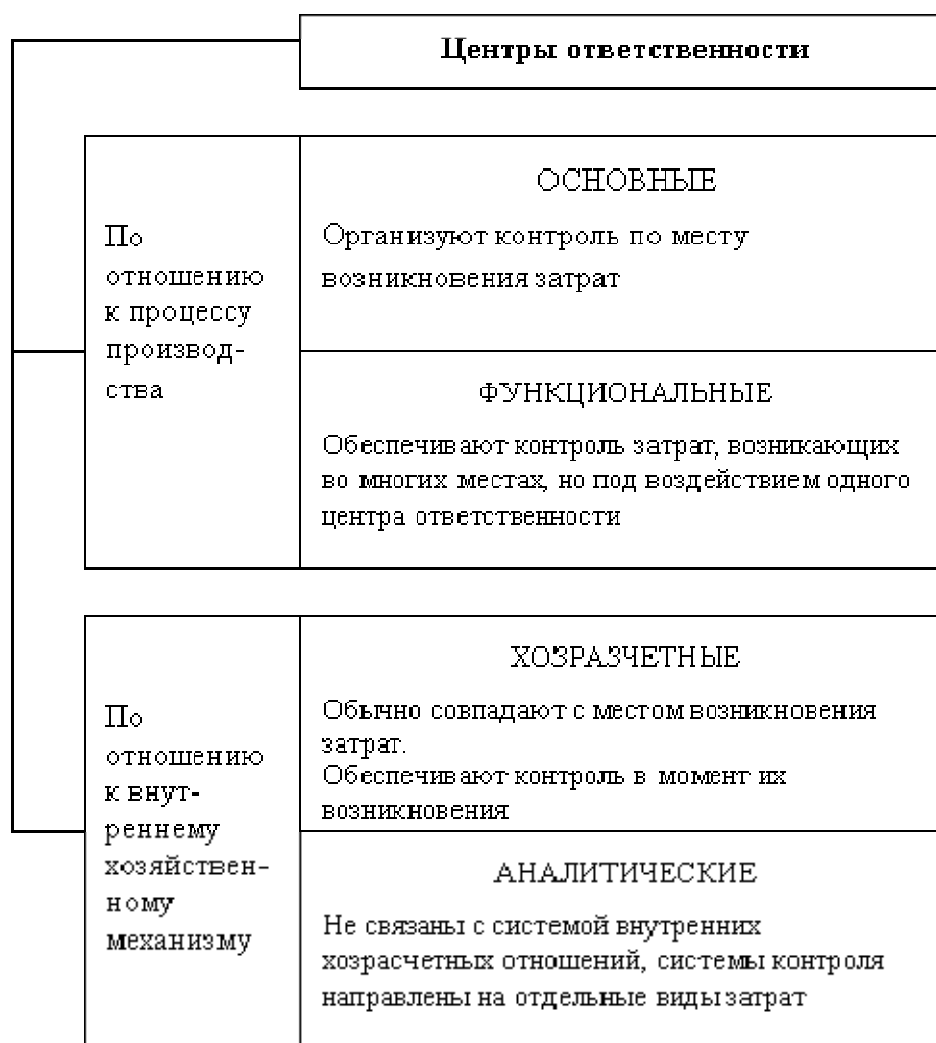 Центры ответственности
По
отношению
к процессу
производ-
ства
ОСНОВНЫЕ
Организуют контроль по месту
возникновения затрат
ФУНКЦИОНАЛЬНЫЕ
Обеспечивают контроль затрат, возникающих
во многих местах, но под воздействием одного
центра ответственности
По
отношению
к внут-
реннему
хозяйствен-
ному
механизму
ХОЗРАЗЧЕТНЫЕ
Обычно совпадают с местом возникновения
затрат.
Обеспечивают контроль в момент их
возникновения
АНАЛИТИЧЕСКИЕ
Не связаны с системой внутренних
хозрасчетных отношений, системы контроля
направлены на отдельные виды затрат